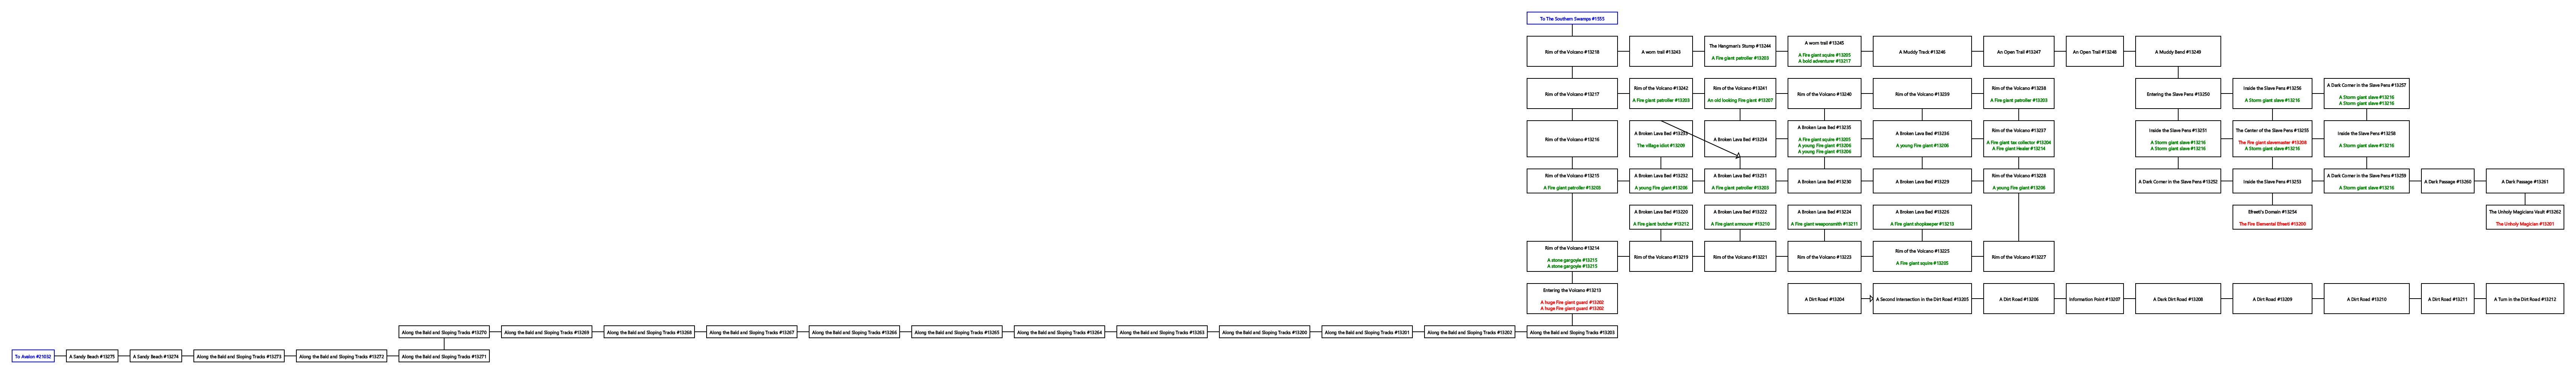 To The Southern Swamps #1555
Rim of the Volcano #13218
A worn trail #13243
The Hangman's Stump #13244
A Fire giant patroller #13203
A worn trail #13245
A Fire giant squire #13205
A bold adventurer #13217
A Muddy Track #13246
An Open Trail #13247
An Open Trail #13248
A Muddy Bend #13249
Rim of the Volcano #13217
Rim of the Volcano #13242
A Fire giant patroller #13203
Rim of the Volcano #13241
An old looking Fire giant #13207
Rim of the Volcano #13240
Rim of the Volcano #13239
Rim of the Volcano #13238
A Fire giant patroller #13203
Entering the Slave Pens #13250
Inside the Slave Pens #13256
A Storm giant slave #13216
A Dark Corner in the Slave Pens #13257
A Storm giant slave #13216
A Storm giant slave #13216
Rim of the Volcano #13216
A Broken Lava Bed #13233
The village idiot #13209
A Broken Lava Bed #13234
A Broken Lava Bed #13235
A Fire giant squire #13205
A young Fire giant #13206
A young Fire giant #13206
A Broken Lava Bed #13236
A young Fire giant #13206
Rim of the Volcano #13237
A Fire giant tax collector #13204
A Fire giant Healer #13214
Inside the Slave Pens #13251
A Storm giant slave #13216
A Storm giant slave #13216
The Center of the Slave Pens #13255
The Fire giant slavemaster #13208
A Storm giant slave #13216
Inside the Slave Pens #13258
A Storm giant slave #13216
Rim of the Volcano #13215
A Fire giant patroller #13203
A Broken Lava Bed #13232
A young Fire giant #13206
A Broken Lava Bed #13231
A Fire giant patroller #13203
A Broken Lava Bed #13230
A Broken Lava Bed #13229
Rim of the Volcano #13228
A young Fire giant #13206
A Dark Corner in the Slave Pens #13252
Inside the Slave Pens #13253
A Dark Corner in the Slave Pens #13259
A Storm giant slave #13216
A Dark Passage #13260
A Dark Passage #13261
A Broken Lava Bed #13220
A Fire giant butcher #13212
A Broken Lava Bed #13222
A Fire giant armourer #13210
A Broken Lava Bed #13224
A Fire giant weaponsmith #13211
A Broken Lava Bed #13226
A Fire giant shopkeeper #13213
Efreeti's Domain #13254
The Fire Elemental Efreeti #13200
The Unholy Magicians Vault #13262
The Unholy Magician #13201
Rim of the Volcano #13214
A stone gargoyle #13215
A stone gargoyle #13215
Rim of the Volcano #13219
Rim of the Volcano #13221
Rim of the Volcano #13223
Rim of the Volcano #13225
A Fire giant squire #13205
Rim of the Volcano #13227
Entering the Volcano #13213
A huge Fire giant guard #13202
A huge Fire giant guard #13202
A Dirt Road #13204
A Second Intersection in the Dirt Road #13205
A Dirt Road #13206
Information Point #13207
A Dark Dirt Road #13208
A Dirt Road #13209
A Dirt Road #13210
A Dirt Road #13211
A Turn in the Dirt Road #13212
Along the Bald and Sloping Tracks #13270
Along the Bald and Sloping Tracks #13269
Along the Bald and Sloping Tracks #13268
Along the Bald and Sloping Tracks #13267
Along the Bald and Sloping Tracks #13266
Along the Bald and Sloping Tracks #13265
Along the Bald and Sloping Tracks #13264
Along the Bald and Sloping Tracks #13263
Along the Bald and Sloping Tracks #13200
Along the Bald and Sloping Tracks #13201
Along the Bald and Sloping Tracks #13202
Along the Bald and Sloping Tracks #13203
To Avalon #21032
A Sandy Beach #13275
A Sandy Beach #13274
Along the Bald and Sloping Tracks #13273
Along the Bald and Sloping Tracks #13272
Along the Bald and Sloping Tracks #13271